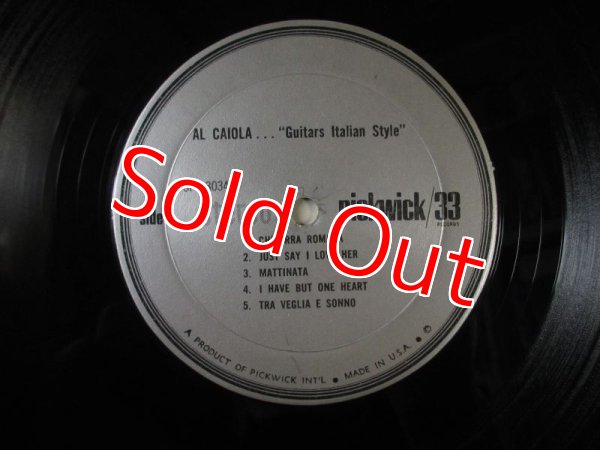 AL CAIOLA... "Guitars Italian Style"
pickwick/33
RECORDS
side
Sold Out
2. JUST SAY I LOVE HER
3. MATTINATA
4. I HAVE BUT ONE HEART
5. TRA VEGLIA E SONNO
A PRODUCT OF PICKWICK INT'L • MADE IN U.S.A. • ©